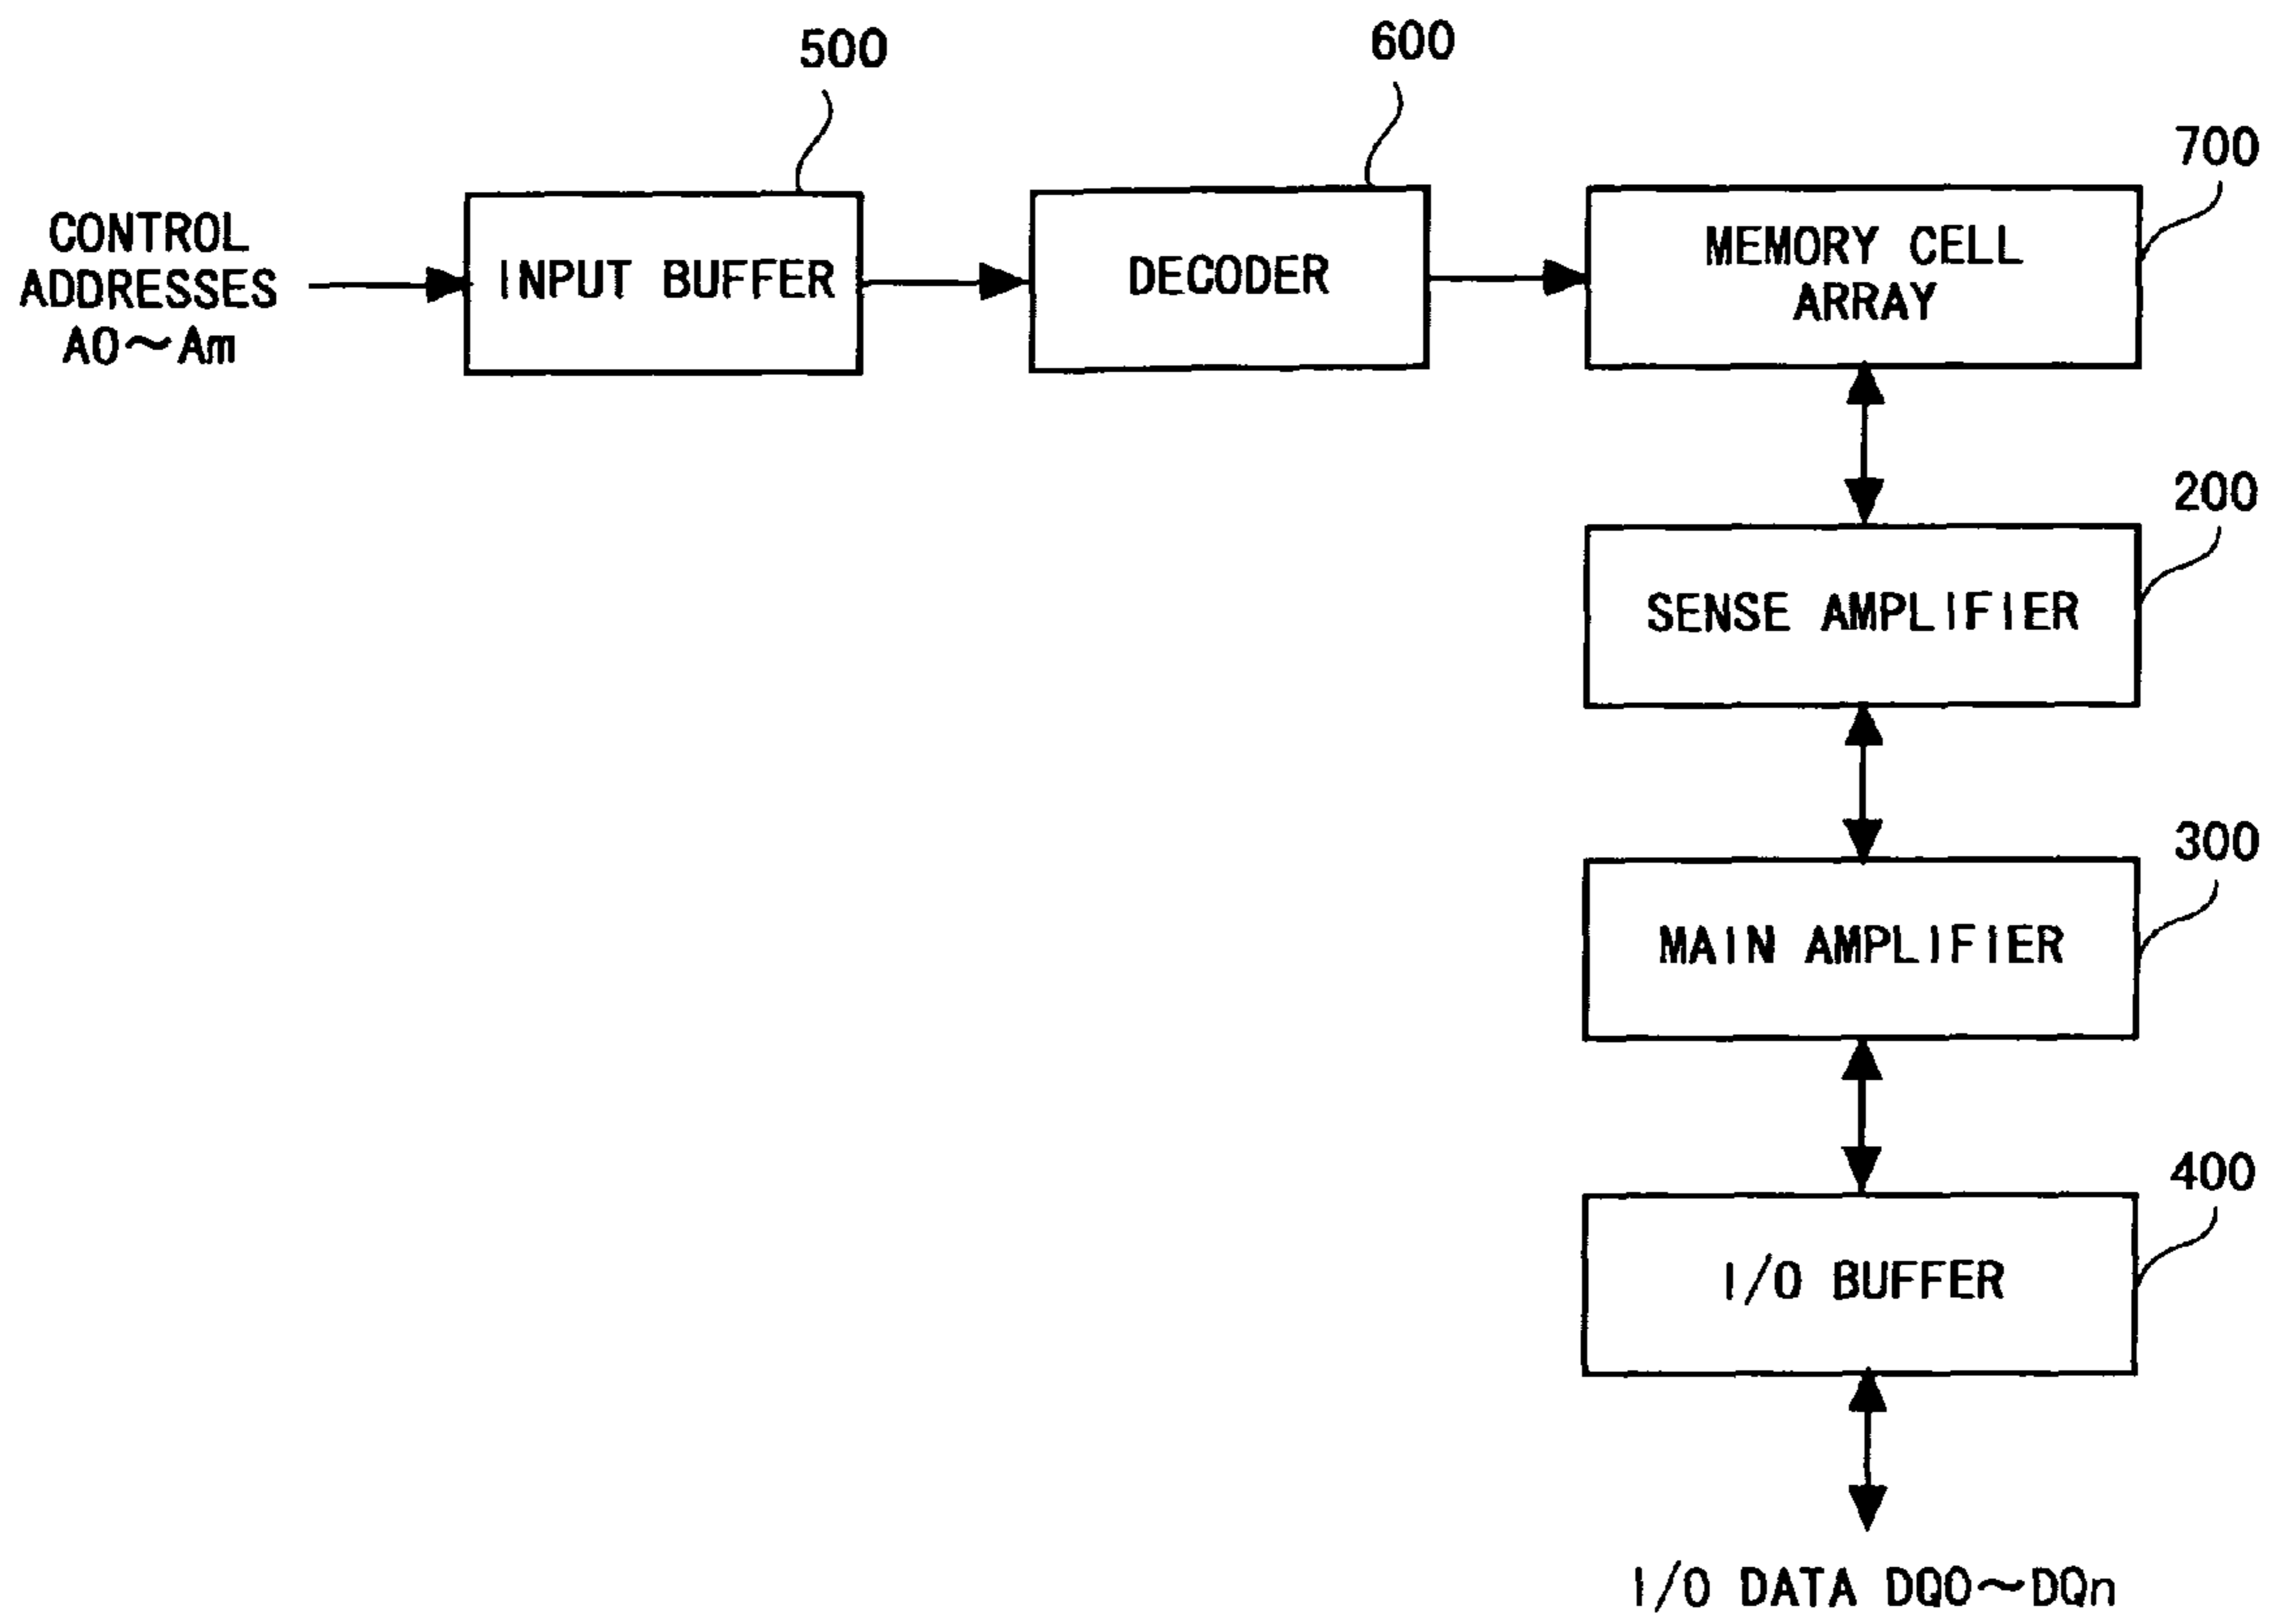 500
600
700
CONTROL
ADDRESSES
A0~Am
INPUT BUFFER
DECODER
MEMORY CELL
ARRAY
200
SENSE AMPLIFIER
300
MAIN AMPLIFIER
400
I/O BUFFER
I/O DATA DQ0~DQn